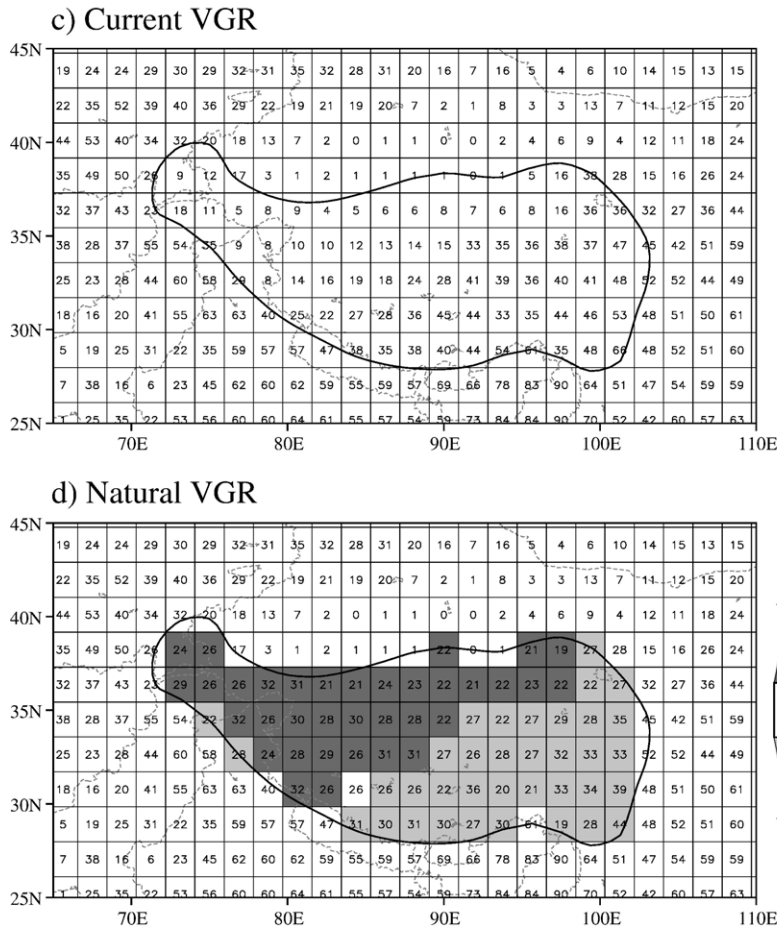 c) Current VGR
45N
19 24 24 29 30 29 32 31 35 32 28 31 20 16 7 16 5 4 6 10 14 15 13 15
22 35 52 39 40 36 29 22 19 21 19 20 7 2 1 8 3 3 13 7 11 12 15 20
40N
44 53 40 34 32 20 18 13 7 2 0 1 1 0 0 2 4 6 9 4 12 11 18 24
35 49 50 26 9 12 17 3 1 2 1 1 1 1 0 1 5 16 38 28 15 16 26 24
32 37 43 23 18 11 5 8 9 4 5 6 6 8 7 6 8 16 36 36 32 27 36 44
35N
38 28 37 55 54 35 9 8 10 10 12 13 14 15 33 35 36 38 37 47 45 42 51 59
25 23 28 44 60 58 29 8 14 16 19 18 24 28 41 39 36 40 41 48 52 52 44 49
30N
18 16 20 41 55 63 63 40 25 22 27 28 36 45 44 33 35 44 46 53 48 51 50 61
5 19 25 31 22 35 59 57 57 47 38 35 38 40 44 54 61 35 48 66 48 52 51 60
7 38 16 6 23 45 62 60 62 59 55 59 57 69 66 78 83 90 64 51 47 54 59 59
25N
1 25 35 22 53 56 60 60 64 61 55 57 54 59 73 84 84 90 70 52 42 60 57 63
70E 80E 90E 100E 110E
d) Natural VGR
45N
19 24 24 29 30 29 32 31 35 32 28 31 20 16 7 16 5 4 6 10 14 15 13 15
22 35 52 39 40 36 29 22 19 21 19 20 7 2 1 8 3 3 13 7 11 12 15 20
40N
44 53 40 34 32 20 18 13 7 2 0 1 1 0 0 2 4 6 9 4 12 11 18 24
35 49 50 26 24 26 17 3 1 2 1 1 1 22 0 1 21 19 27 28 15 16 26 24
32 37 43 23 29 26 26 32 31 21 21 24 23 22 21 22 23 22 22 27 32 27 36 44
35N
38 28 37 55 54 22 32 26 30 28 30 28 28 22 27 22 27 29 28 35 45 42 51 59
25 23 28 44 60 58 28 24 28 29 26 31 31 27 26 28 27 32 33 33 52 52 44 49
30N
18 16 20 41 55 63 63 40 32 26 26 26 26 22 36 20 21 33 34 39 48 51 50 61
5 19 25 31 22 35 59 57 57 47 31 30 31 30 27 30 61 19 28 44 48 52 51 60
7 38 16 6 23 45 62 60 62 59 55 59 57 69 66 78 83 90 64 51 47 54 59 59
25N
1 25 35 22 53 56 60 60 64 61 55 57 54 59 73 84 84 90 70 52 42 60 57 63
70E 80E 90E 100E 110E